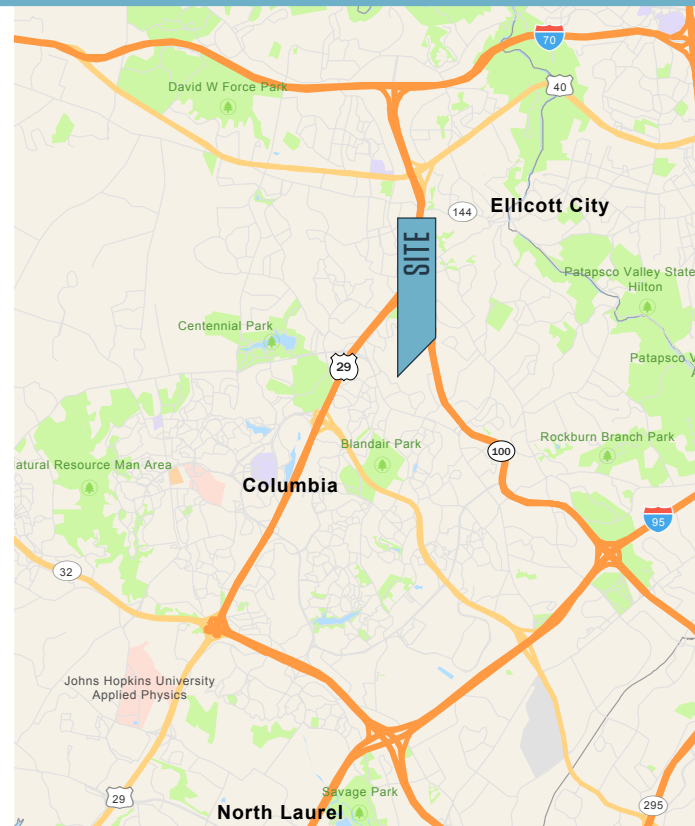 70
40
David W Force Park
144
Ellicott City
SITE
Patapsco Valley State
Hilton
Centennial Park
29
Patapsco V
Blandair Park
Rockburn Branch Park
100
atural Resource Man Area
Columbia
95
32
Johns Hopkins University
Applied Physics
29
Savage Park
295
North Laurel